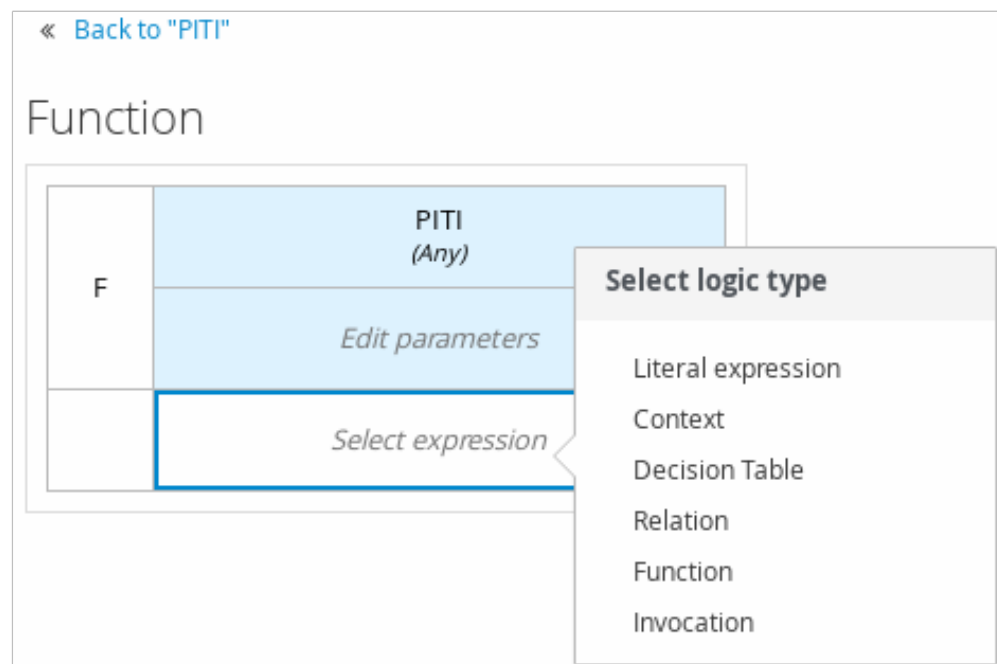 « Back to "PITI"
Function
PITI
(Any)
F
Edit parameters
Select expression
Select logic type
Literal expression
Context
Decision Table
Relation
Function
Invocation